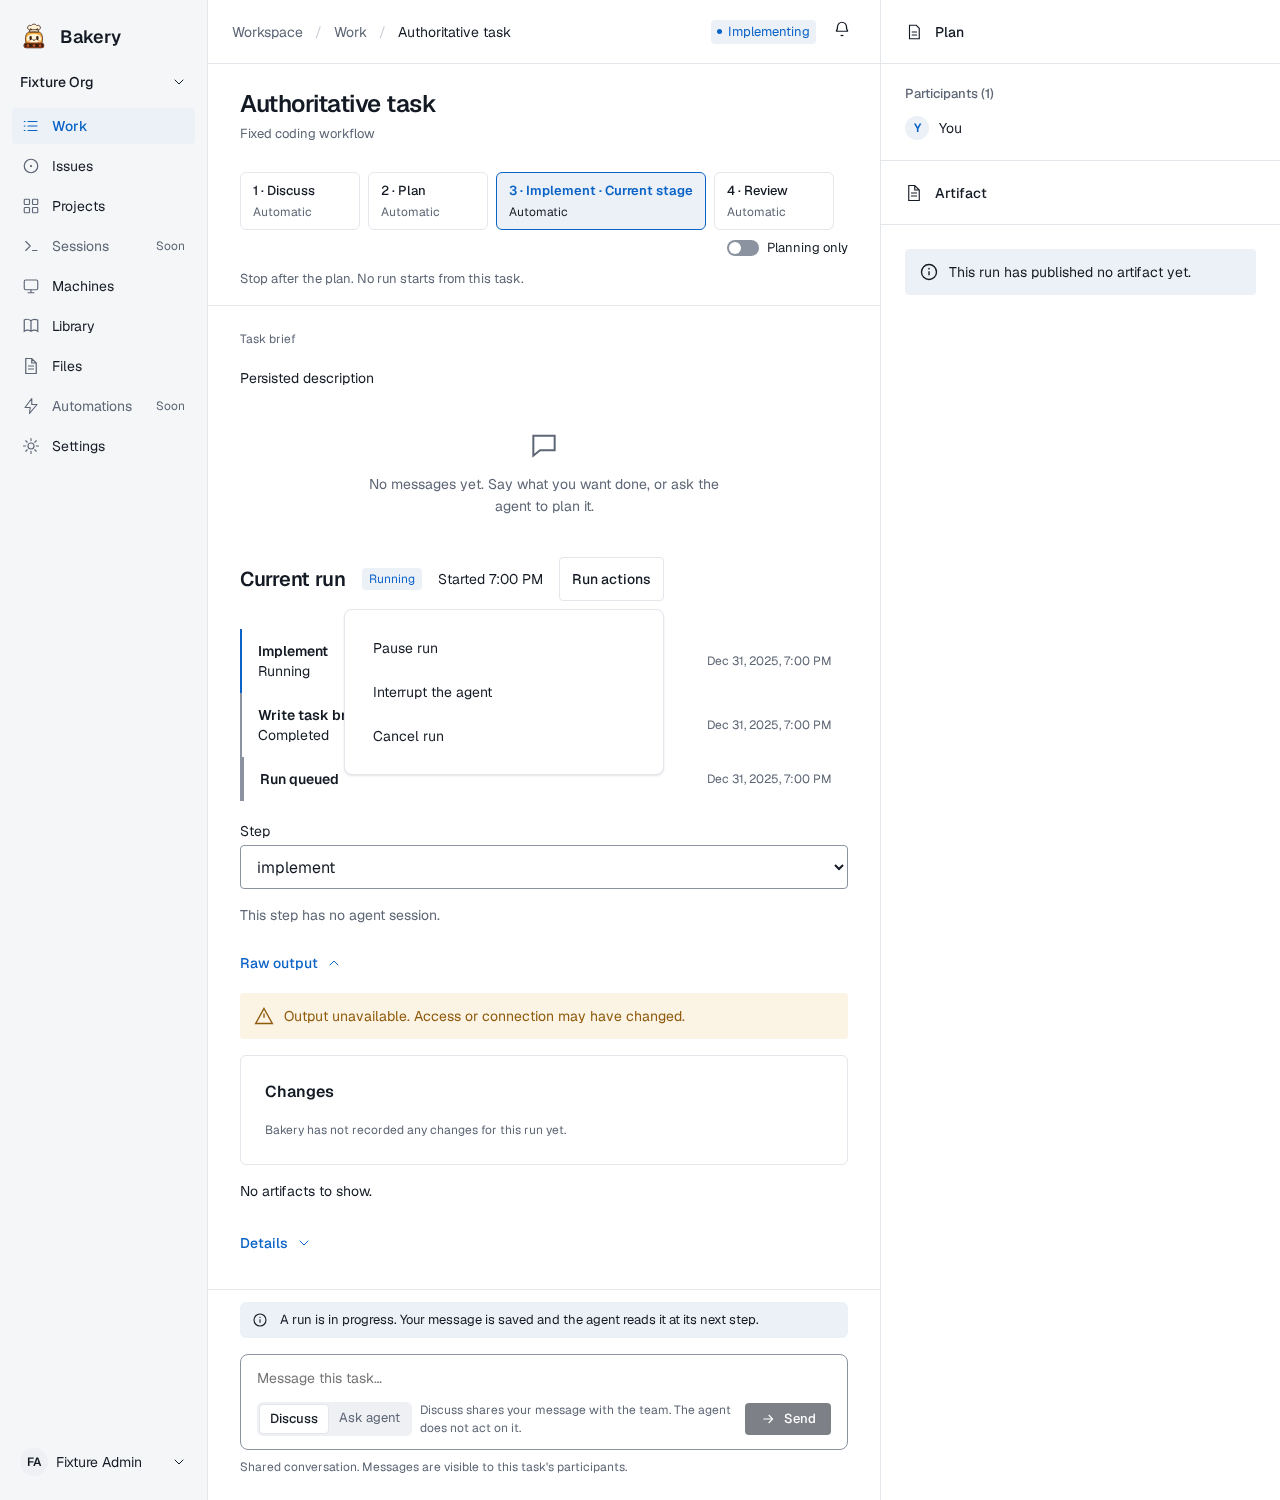 Bakery
Fixture Org
Work
Issues
Projects
Sessions Soon
Machines
Library
Files
Automations Soon
Settings
FA Fixture Admin
Workspace / Work / Authoritative task
Implementing
Authoritative task
Fixed coding workflow
1 · Discuss
Automatic
2 · Plan
Automatic
3 · Implement · Current stage
Automatic
4 · Review
Automatic
Planning only
Stop after the plan. No run starts from this task.
Task brief
Persisted description
No messages yet. Say what you want done, or ask the
agent to plan it.
Current run Running Started 7:00 PM Run actions
Pause run
Interrupt the agent
Cancel run
Implement
Running
Dec 31, 2025, 7:00 PM
Write task br
Completed
Dec 31, 2025, 7:00 PM
Run queued
Dec 31, 2025, 7:00 PM
Step
implement
This step has no agent session.
Raw output
Output unavailable. Access or connection may have changed.
Changes
Bakery has not recorded any changes for this run yet.
No artifacts to show.
Details
A run is in progress. Your message is saved and the agent reads it at its next step.
Message this task...
Discuss Ask agent
Discuss shares your message with the team. The agent
does not act on it.
Send
Shared conversation. Messages are visible to this task's participants.
Plan
Participants (1)
Y You
Artifact
This run has published no artifact yet.